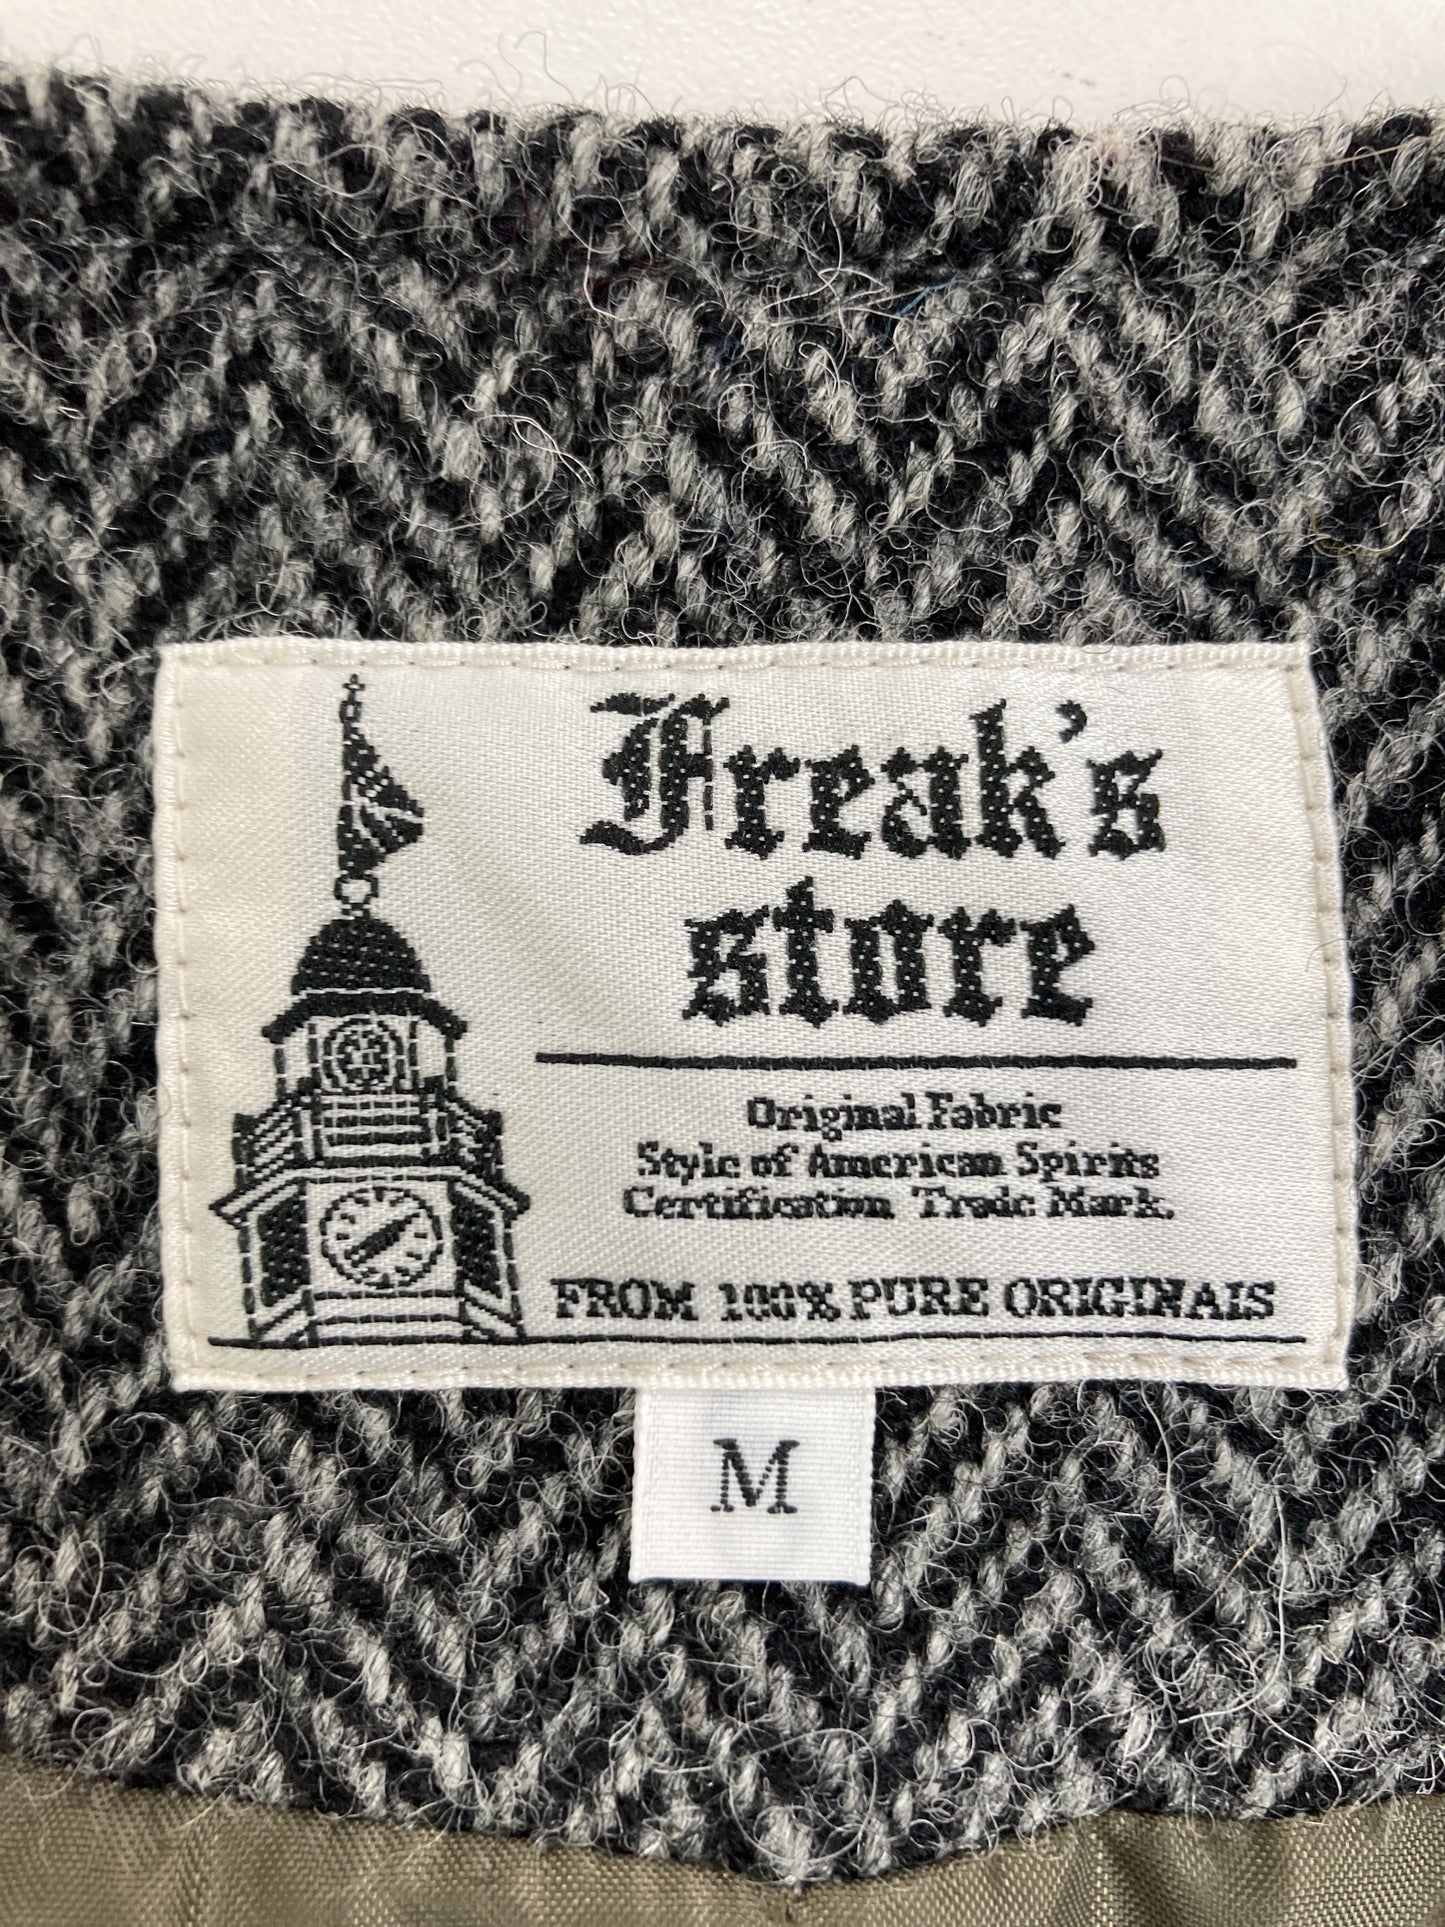 Freak's
store
Original Fabric
Style of American Spirits
Certification Trade Mark.
FROM 100% PURE ORIGINALS
M